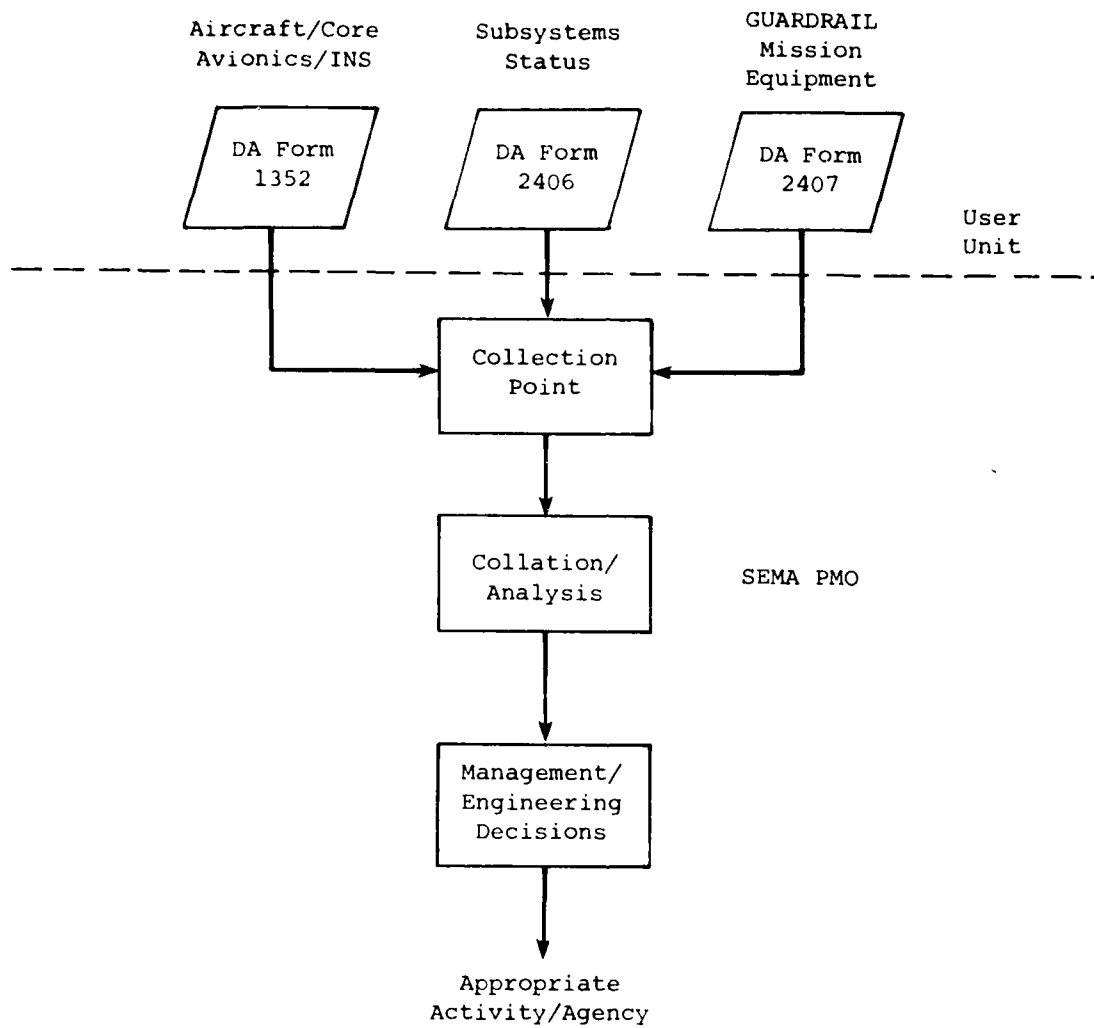 Aircraft/Core
Avionics/INS
Subsystems
Status
GUARDRAIL
Mission
Equipment
DA Form
1352
DA Form
2406
DA Form
2407
User
Unit
Collection
Point
Collation/
Analysis
SEMA PMO
Management/
Engineering
Decisions
Appropriate
Activity/Agency